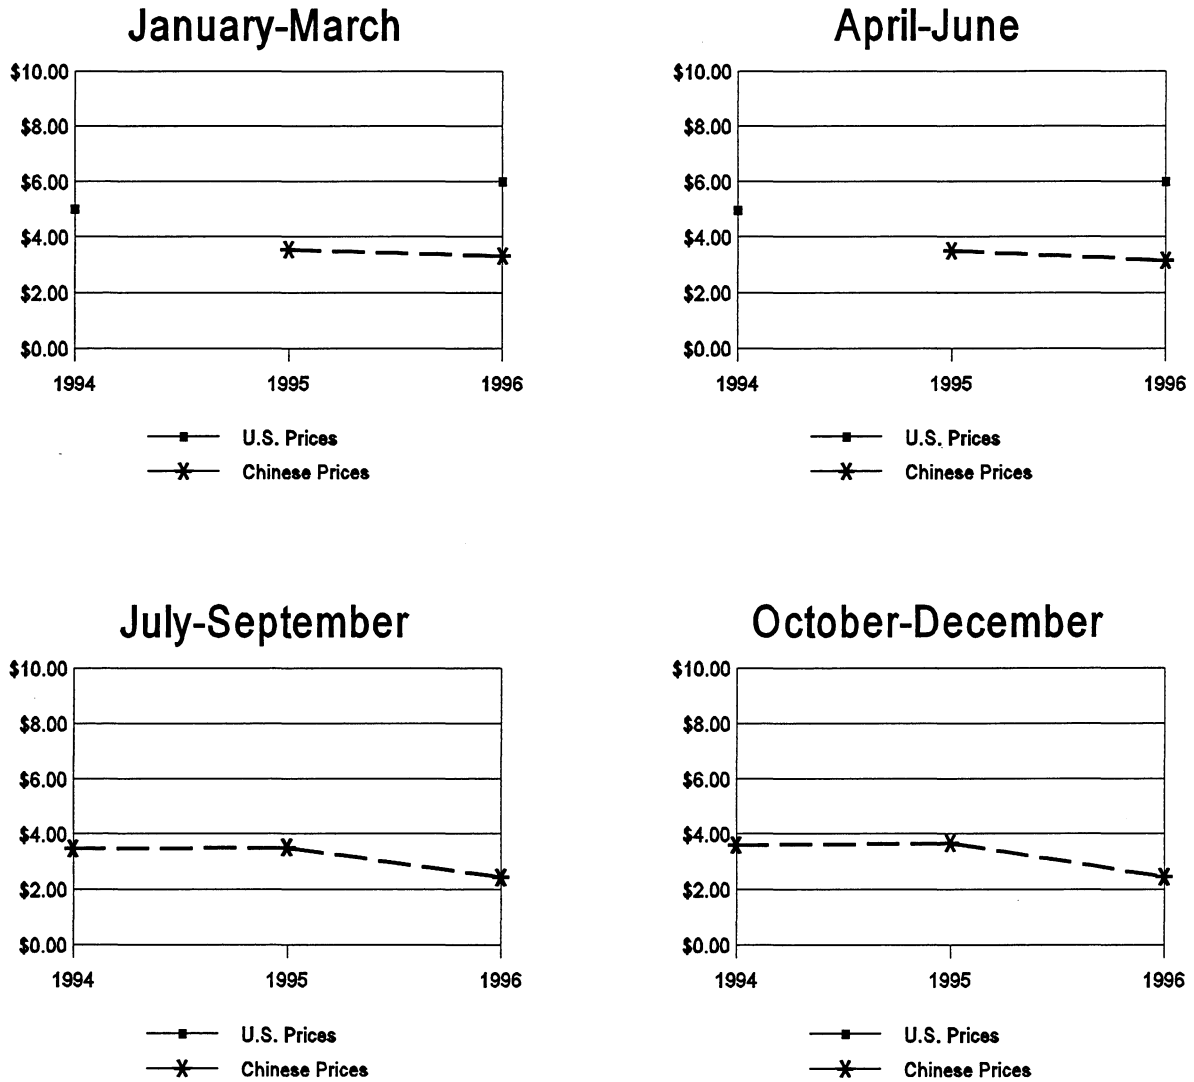 January-March
$10.00
$8.00
$6.00
$4.00
$2.00
$0.00
1994 1995 1996
U.S. Prices
Chinese Prices
April-June
$10.00
$8.00
$6.00
$4.00
$2.00
$0.00
1994 1995 1996
U.S. Prices
Chinese Prices
July-September
$10.00
$8.00
$6.00
$4.00
$2.00
$0.00
1994 1995 1996
U.S. Prices
Chinese Prices
October-December
$10.00
$8.00
$6.00
$4.00
$2.00
$0.00
1994 1995 1996
U.S. Prices
Chinese Prices